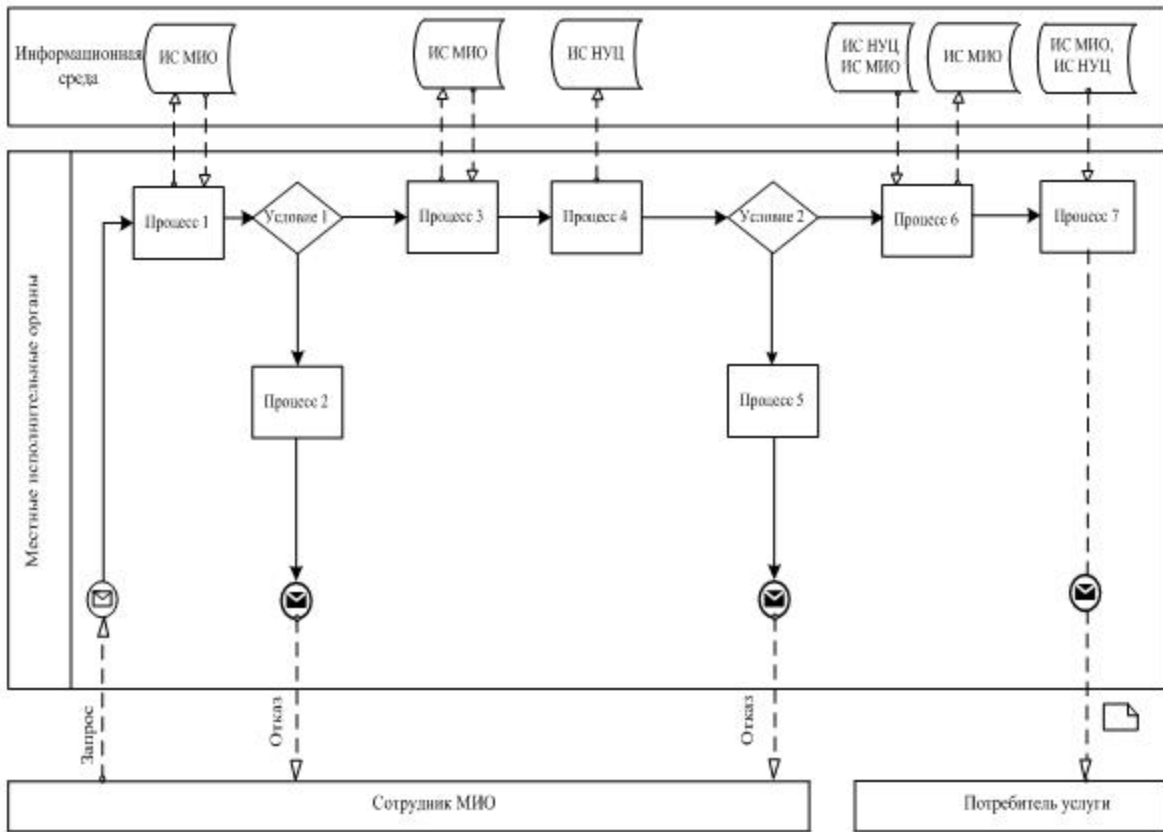 Информационная
среда
ИС МИО
ИС МИО
ИС НУЦ
ИС НУЦ
ИС МИО
ИС МИО
ИС МИО,
ИС НУЦ
Местные исполнительные органы
Процесс 1
Условие 1
Процесс 3
Процесс 4
Условие 2
Процесс 6
Процесс 7
Процесс 2
Процесс 5
Запрос
Отказ
Отказ
Сотрудник МИО
Потребитель услуги